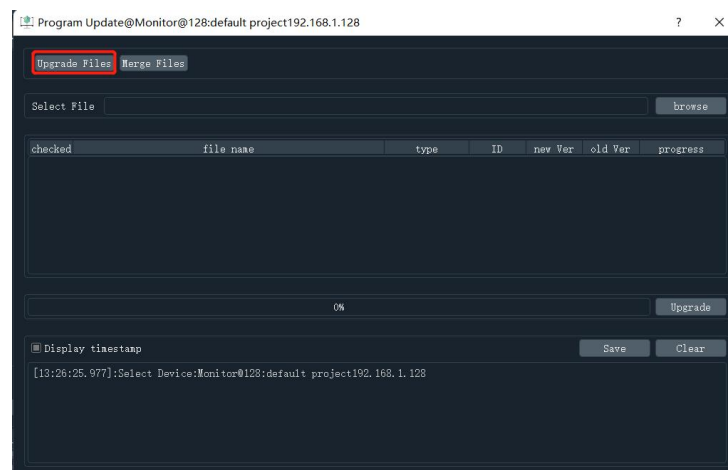 Program Update@Monitor@128:default project192.168.1.128 ? ×
Upgrade Files Merge Files
Select File browse
checked file name type ID new Ver old Ver progress
0% Upgrade
Display timestamp Save Clear
[13:26:25.977]:Select Device:Monitor@128:default project192.168.1.128